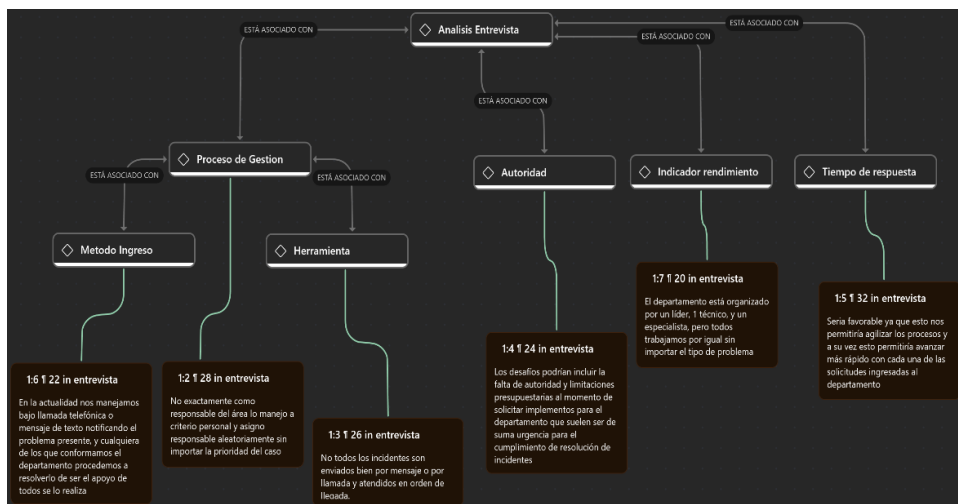 ESTÁ ASOCIADO CON
Analisis Entrevista
ESTÁ ASOCIADO CON
ESTÁ ASOCIADO CON
ESTÁ ASOCIADO CON
Proceso de Gestion
Autoridad
Indicador rendimiento
Tiempo de respuesta
ESTÁ ASOCIADO CON
ESTÁ ASOCIADO CON
Metodo Ingreso
Herramienta
1:6 ¶ 22 in entrevista
En la actualidad nos manejamos
bajo llamada telefónica o
mensaje de texto notificando el
problema presente, y cualquiera
de los que conformamos el
departamento procedemos a
resolverlo de ser el apoyo de
todos se lo realiza
1:2 ¶ 28 in entrevista
No exactamente como
responsable del área lo manejo a
criterio personal y asigno
responsable aleatoriamente sin
importar la prioridad del caso
1:3 ¶ 26 in entrevista
No todos los incidentes son
enviados bien por mensaje o por
llamada y atendidos en orden de
llegada.
1:4 ¶ 24 in entrevista
Los desafíos podrían incluir la
falta de autoridad y limitaciones
presupuestarias al momento de
solicitar implementos para el
departamento que suelen ser de
suma urgencia para el
cumplimiento de resolución de
incidentes
1:7 ¶ 20 in entrevista
El departamento está organizado
por un líder, 1 técnico, y un
especialista, pero todos
trabajamos por igual sin
importar el tipo de problema
1:5 ¶ 32 in entrevista
Seria favorable ya que esto nos
permitiría agilizar los procesos y
a su vez esto permitiría avanzar
más rápido con cada una de las
solicitudes ingresadas al
departamento